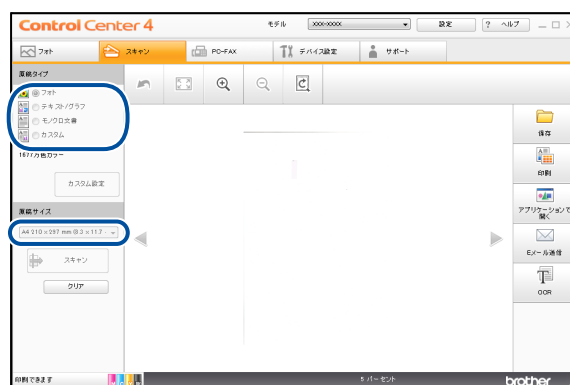 Control Center 4
モデル XXX-XXXX 設定 ? ヘルプ
フォト スキャン PC-FAX デバイス設定 サポート
原稿タイプ
フォト
テキスト/グラフ
モノクロ文書
カスタム
1677万色カラー
カスタム設定
原稿サイズ
A4 210 x 297 mm (8.3 x 11.7
スキャン
クリア
保存
印刷
アプリケーションで
開く
Eメール送信
OCR
印刷できます
5 パーセント
brother